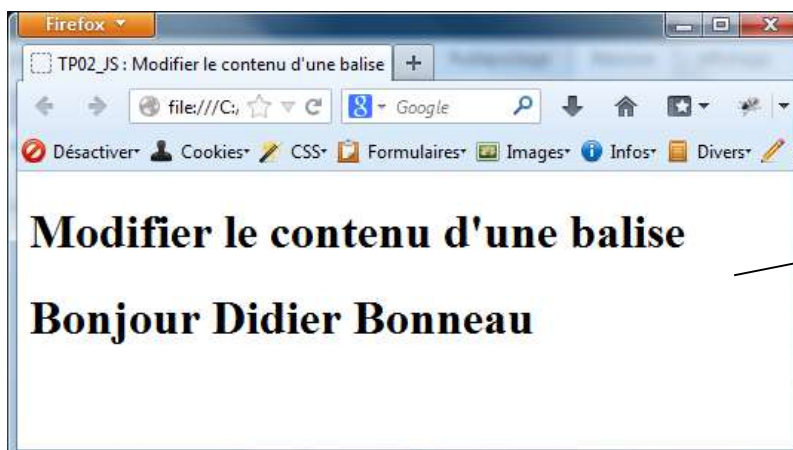 Firefox
TP02_JS : Modifier le contenu d'une balise +
file:///C:, Google
Désactiver Cookies CSS Formulaires Images Infos Divers
Modifier le contenu d'une balise
Bonjour Didier Bonneau